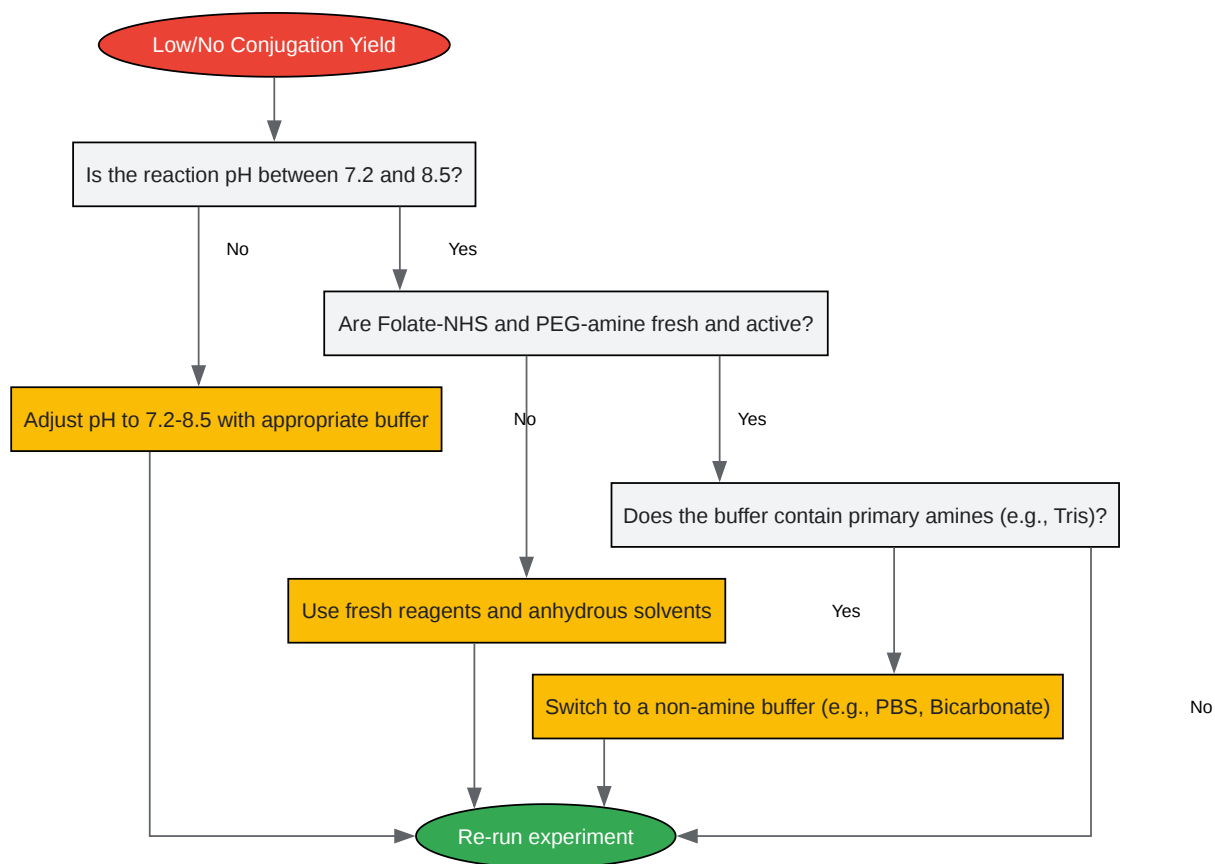 Low/No Conjugation Yield
Is the reaction pH between 7.2 and 8.5?
No
Yes
Are Folate-NHS and PEG-amine fresh and active?
Adjust pH to 7.2-8.5 with appropriate buffer
No
Yes
Does the buffer contain primary amines (e.g., Tris)?
Use fresh reagents and anhydrous solvents
Yes
Switch to a non-amine buffer (e.g., PBS, Bicarbonate)
No
Re-run experiment